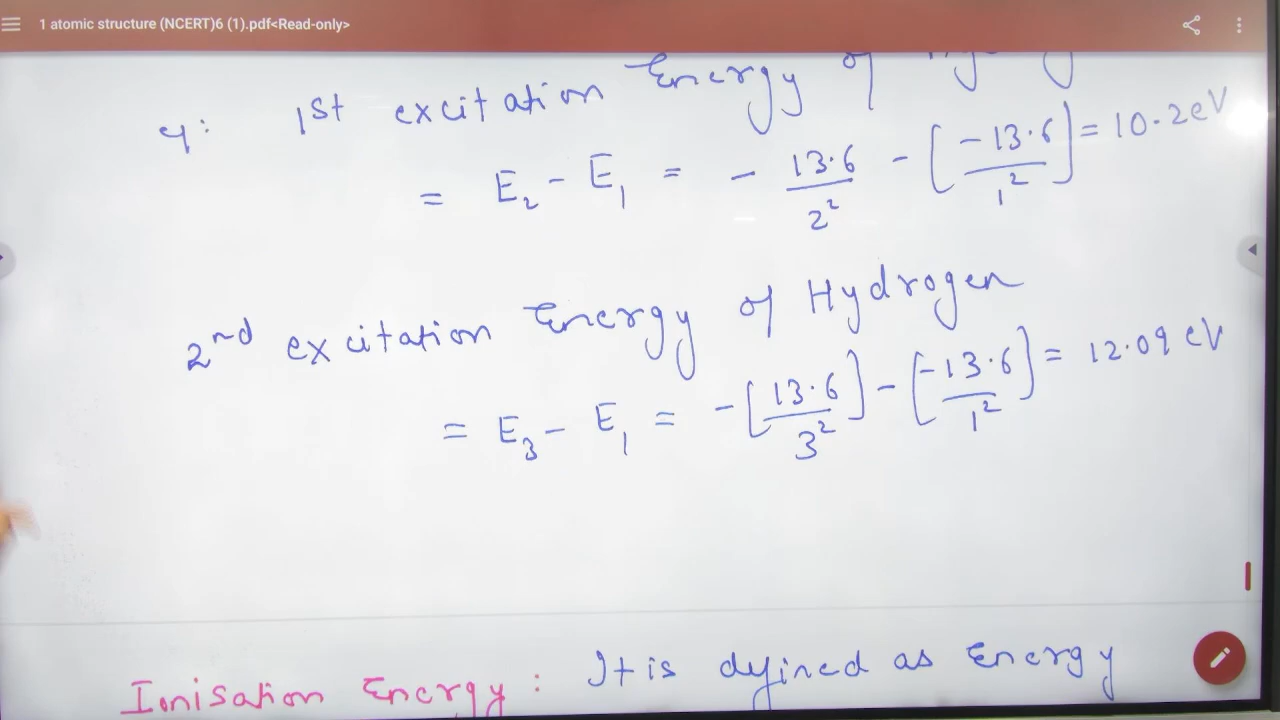 1 atomic structure (NCERT)6 (1).pdf<Read-only>
1st excitation Energy of
= E₂ - E₁ = - 13.6/2² - [-13.6/1²] = 10.2eV
2nd excitation Energy of Hydrogen
= E₃ - E₁ = -[13.6/3²] - [-13.6/1²] = 12.09 eV
Ionisation Energy : It is defined as Energy